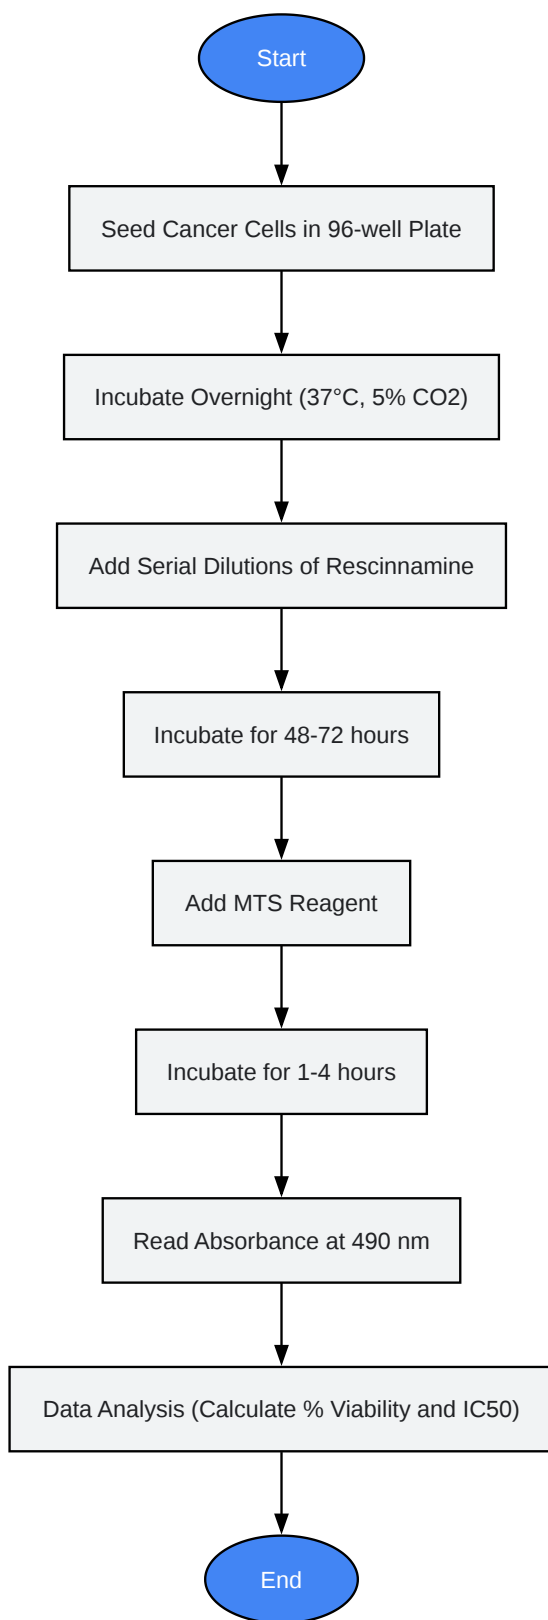 Start
Seed Cancer Cells in 96-well Plate
Incubate Overnight (37°C, 5% CO2)
Add Serial Dilutions of Rescinnamine
Incubate for 48-72 hours
Add MTS Reagent
Incubate for 1-4 hours
Read Absorbance at 490 nm
Data Analysis (Calculate % Viability and IC50)
End